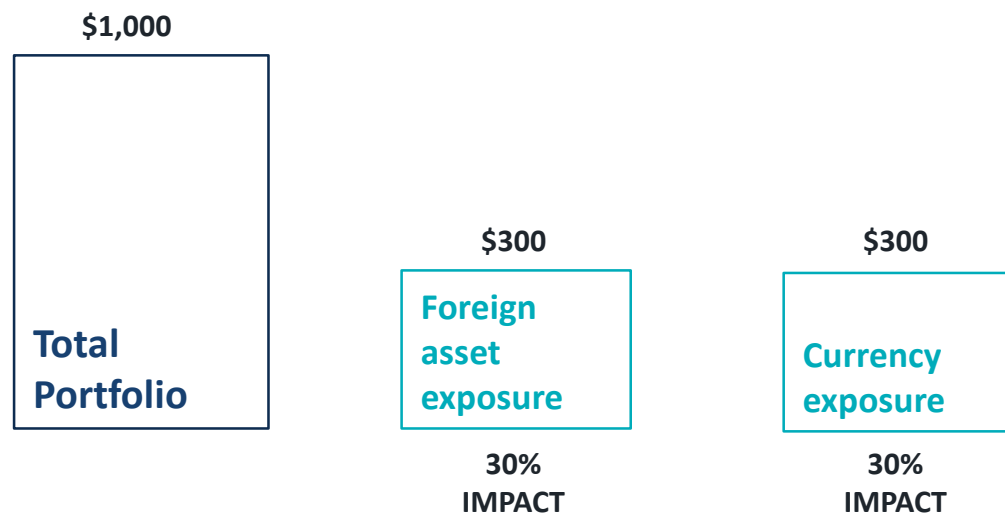 $1,000
Total
Portfolio
$300
Foreign
asset
exposure
30%
IMPACT
$300
Currency
exposure
30%
IMPACT